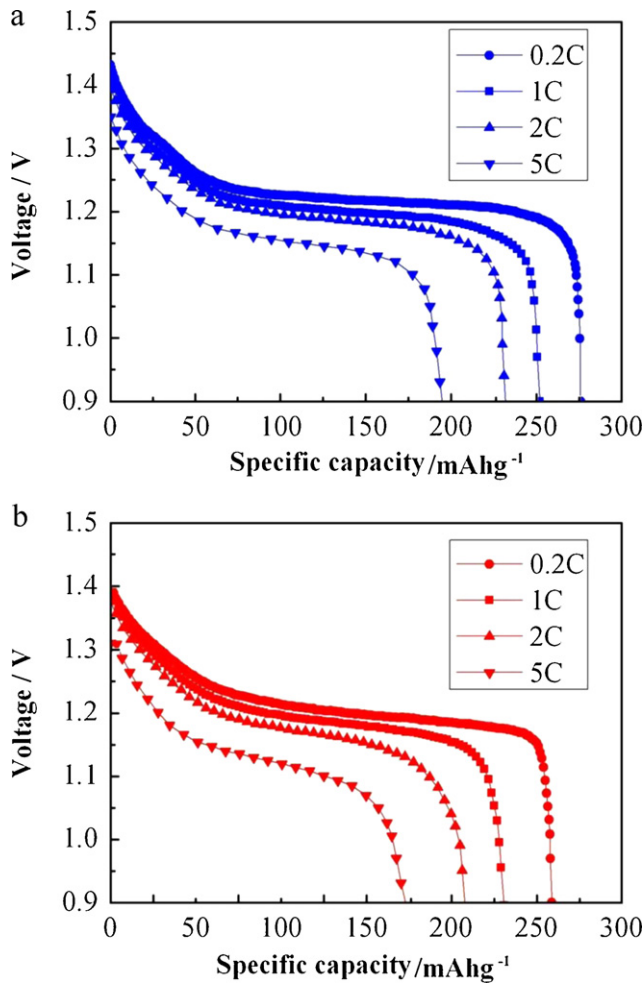 a
1.5
1.4
1.3
1.2
1.1
1.0
0.9
Voltage / V
0.2C
1C
2C
5C
0 50 100 150 200 250 300
Specific capacity/mAhg⁻¹
b
1.5
1.4
1.3
1.2
1.1
1.0
0.9
Voltage / V
0.2C
1C
2C
5C
0 50 100 150 200 250 300
Specific capacity/mAhg⁻¹